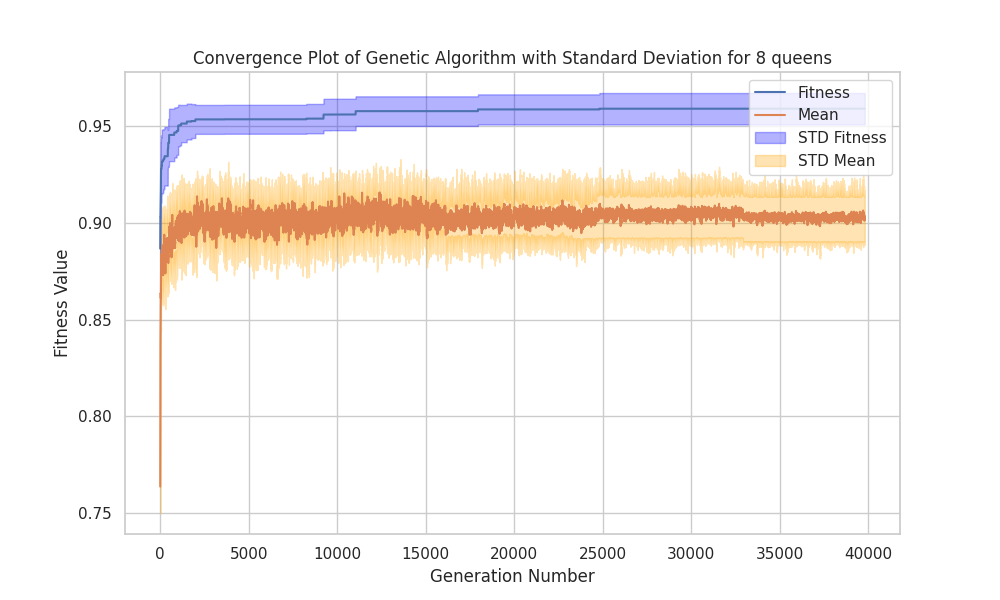 Convergence Plot of Genetic Algorithm with Standard Deviation for 8 queens
Fitness
Mean
STD Fitness
STD Mean
0.95
0.90
0.85
0.80
0.75
Fitness Value
0 5000 10000 15000 20000 25000 30000 35000 40000
Generation Number